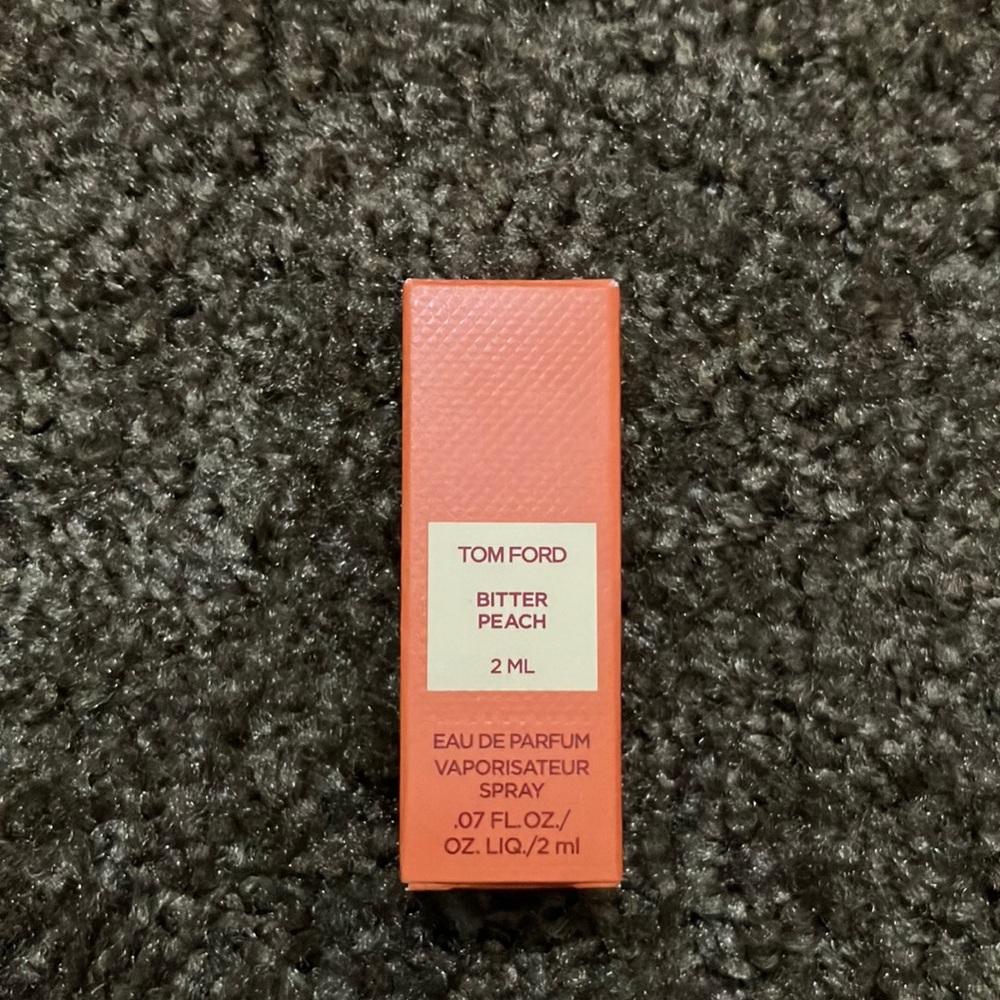 TOM FORD
BITTER
PEACH
2 ML
EAU DE PARFUM
VAPORISATEUR
SPRAY
.07 FL.OZ./
OZ. LIQ./2 ml